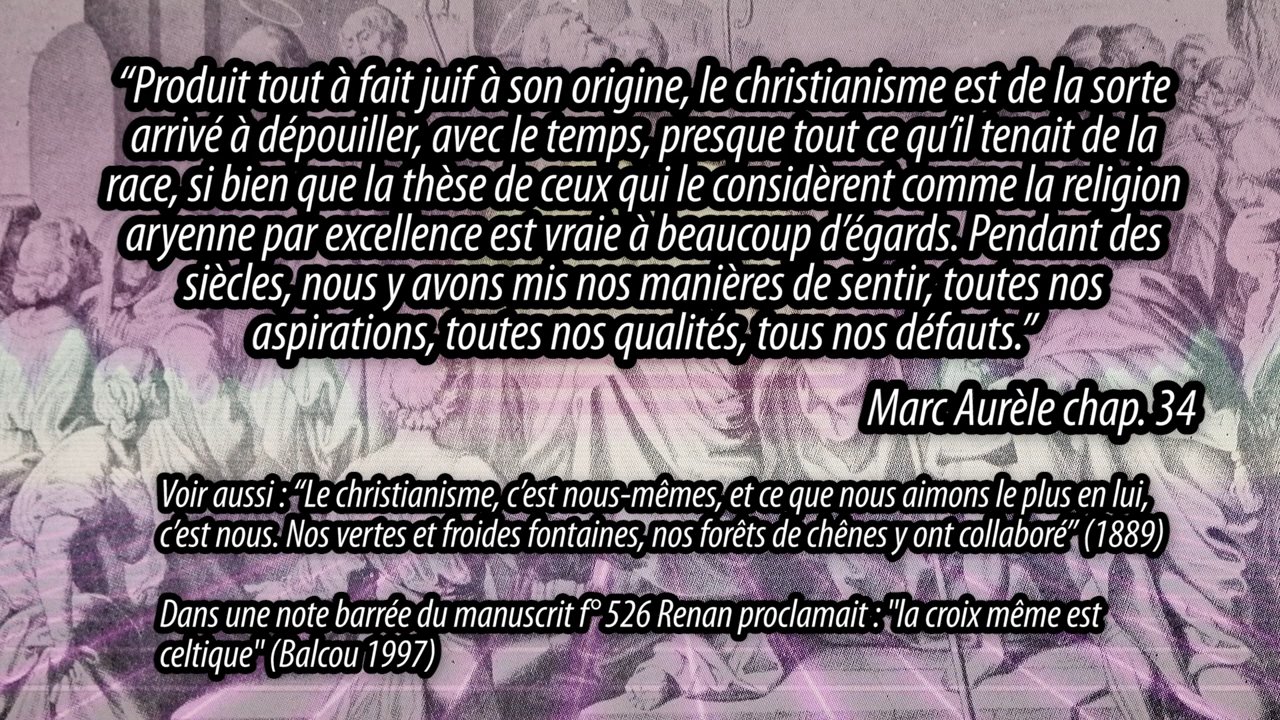 “Produit tout à fait juif à son origine, le christianisme est de la sorte
arrivé à dépouiller, avec le temps, presque tout ce qu’il tenait de la
race, si bien que la thèse de ceux qui le considèrent comme la religion
aryenne par excellence est vraie à beaucoup d’égards. Pendant des
siècles, nous y avons mis nos manières de sentir, toutes nos
aspirations, toutes nos qualités, tous nos défauts.”
Marc Aurèle chap. 34
Voir aussi : “Le christianisme, c’est nous-mêmes, et ce que nous aimons le plus en lui,
c’est nous. Nos vertes et froides fontaines, nos forêts de chênes y ont collaboré” (1889)
Dans une note barrée du manuscrit f° 526 Renan proclamait : "la croix même est
celtique" (Balcou 1997)